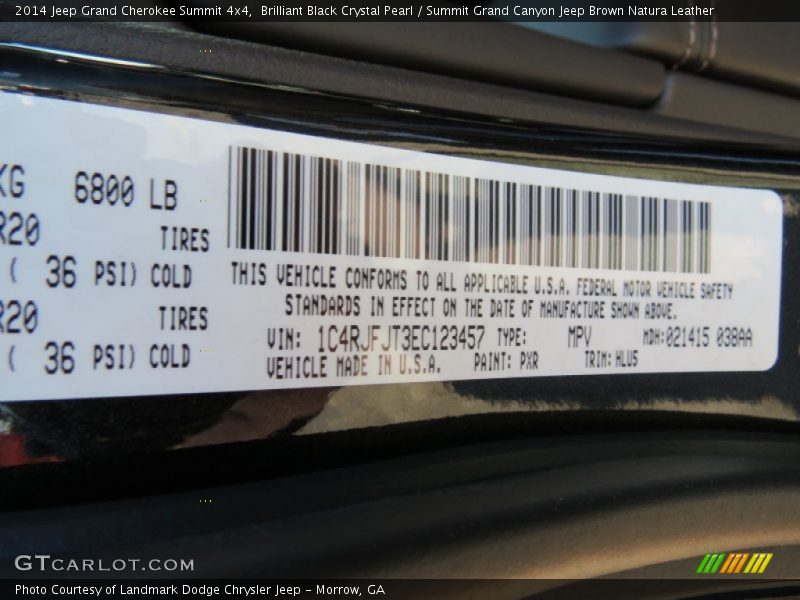 2014 Jeep Grand Cherokee Summit 4x4, Brilliant Black Crystal Pearl / Summit Grand Canyon Jeep Brown Natura Leather
KG 6800 LB
R20 TIRES
( 36 PSI) COLD
R20 TIRES
( 36 PSI) COLD
THIS VEHICLE CONFORMS TO ALL APPLICABLE U.S.A. FEDERAL MOTOR VEHICLE SAFETY
STANDARDS IN EFFECT ON THE DATE OF MANUFACTURE SHOWN ABOVE.
VIN: 1C4RJFJT3EC123457 TYPE: MPV MDH:021415 038AA
VEHICLE MADE IN U.S.A. PAINT: PXR TRIM: HLU5
GTCARLOT.COM
Photo Courtesy of Landmark Dodge Chrysler Jeep - Morrow, GA